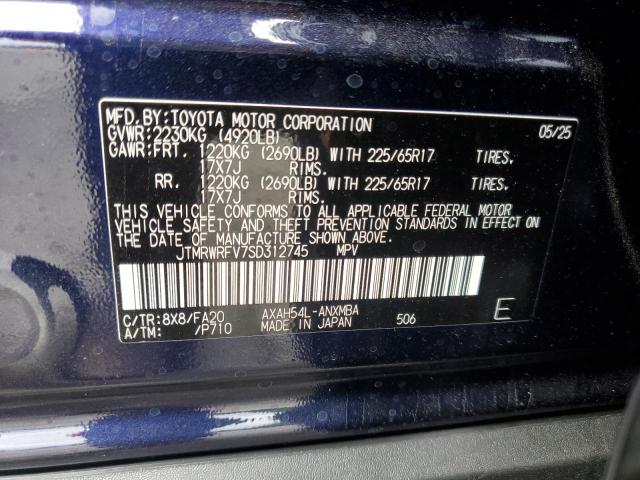 MFD.BY:TOYOTA MOTOR CORPORATION 05/25
GVWR:2230KG (4920LB)
GAWR:FRT. 1220KG (2690LB) WITH 225/65R17 TIRES.
17X7J RIMS.
RR. 1220KG (2690LB) WITH 225/65R17 TIRES.
17X7J RIMS.
THIS VEHICLE CONFORMS TO ALL APPLICABLE FEDERAL MOTOR
VEHICLE SAFETY AND THEFT PREVENTION STANDARDS IN EFFECT ON
THE DATE OF MANUFACTURE SHOWN ABOVE.
JTMRWRFV7SD312745 MPV
C/TR:8X8/FA20 AXAH54L-ANXMBA
A/TM: /P710 MADE IN JAPAN 506 E